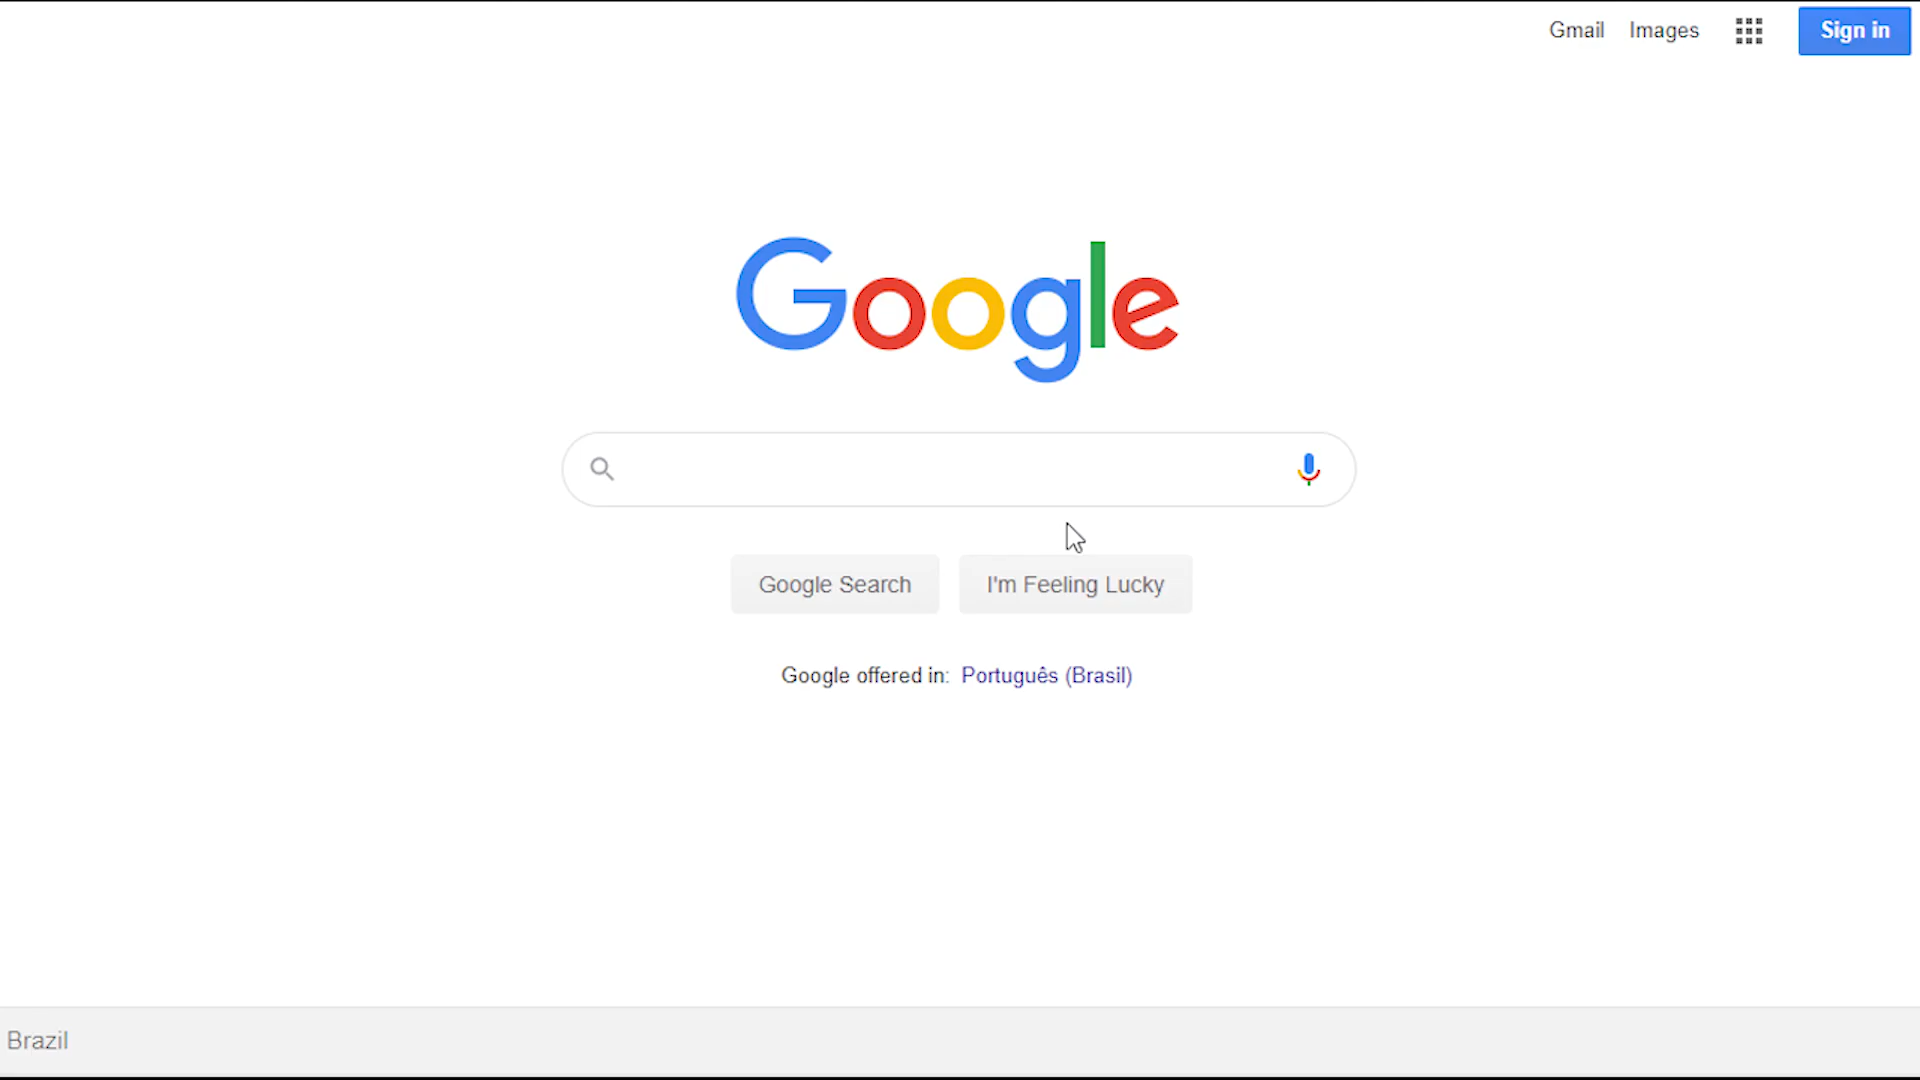 Gmail Images Sign in
Google
Google Search I'm Feeling Lucky
Google offered in: Português (Brasil)
Brazil